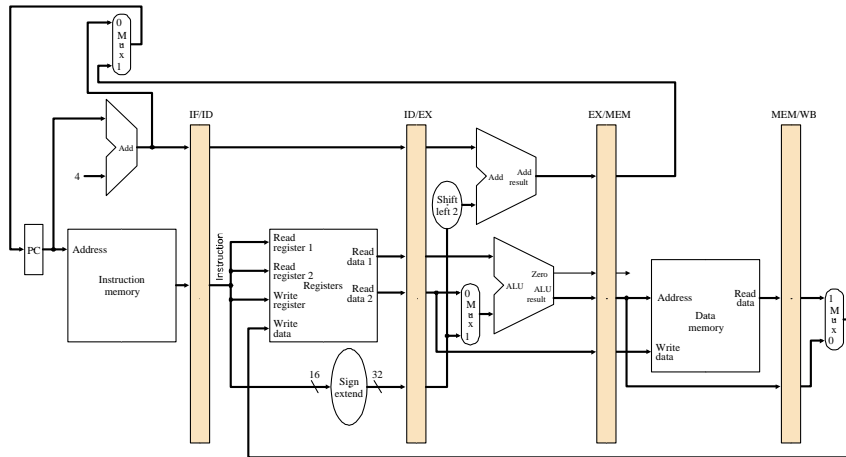 0
M
u
x
1
IF/ID
ID/EX
EX/MEM
MEM/WB
Add
4
Add
Add
result
Shift
left 2
PC
Address
Instruction
memory
Instruction
Read
register 1
Read
register 2
Write
register
Write
data
Registers
Read
data 1
Read
data 2
0
M
u
x
1
Zero
ALU
ALU
result
Address
Read
data
Data
memory
Write
data
1
M
u
x
0
16
Sign
extend
32